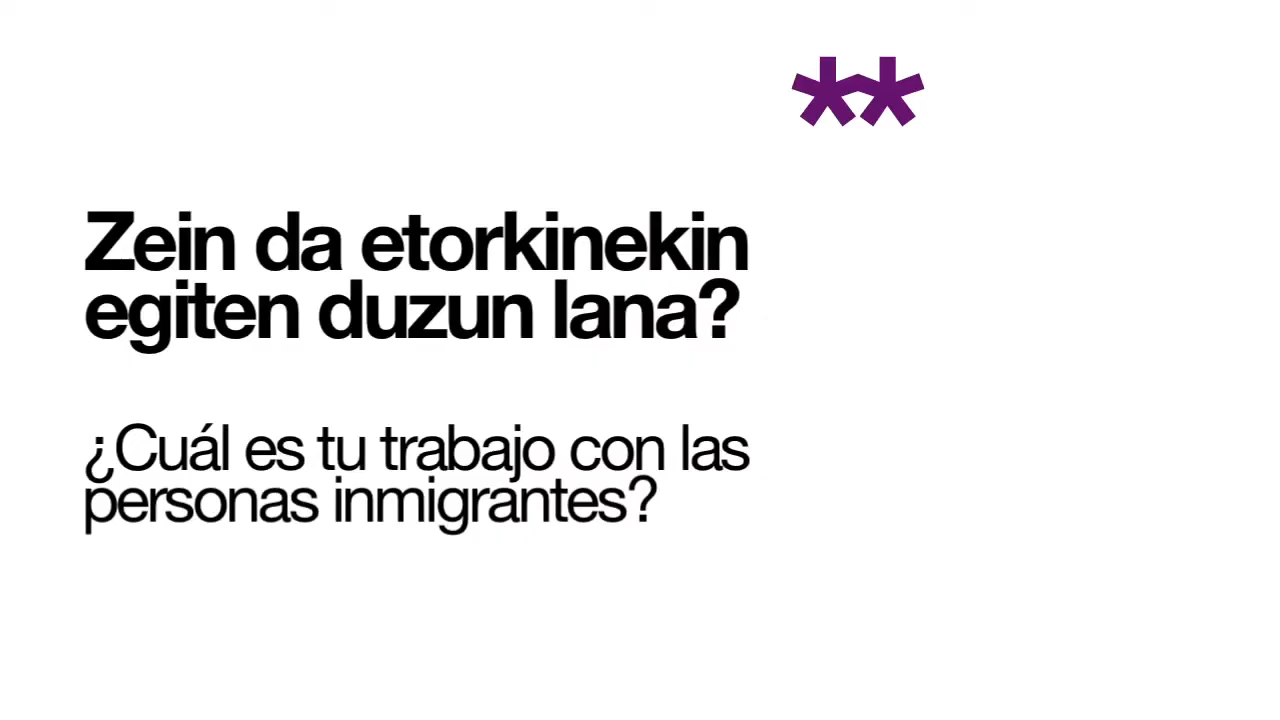 **
Zein da etorkinekin
egiten duzun lana?
¿Cuál es tu trabajo con las
personas inmigrantes?